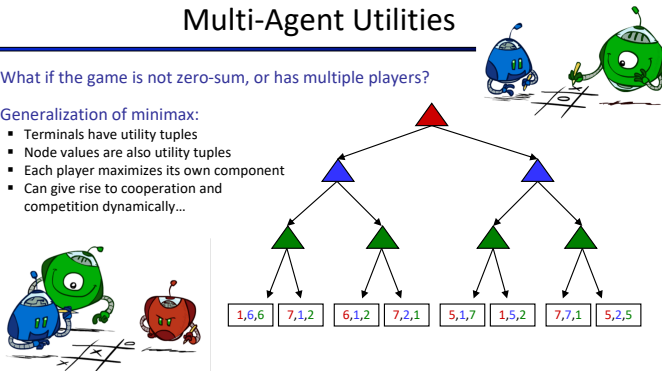 Multi-Agent Utilities
What if the game is not zero-sum, or has multiple players?
Generalization of minimax:
▪ Terminals have utility tuples
▪ Node values are also utility tuples
▪ Each player maximizes its own component
▪ Can give rise to cooperation and
competition dynamically…
1,6,6 7,1,2 6,1,2 7,2,1 5,1,7 1,5,2 7,7,1 5,2,5